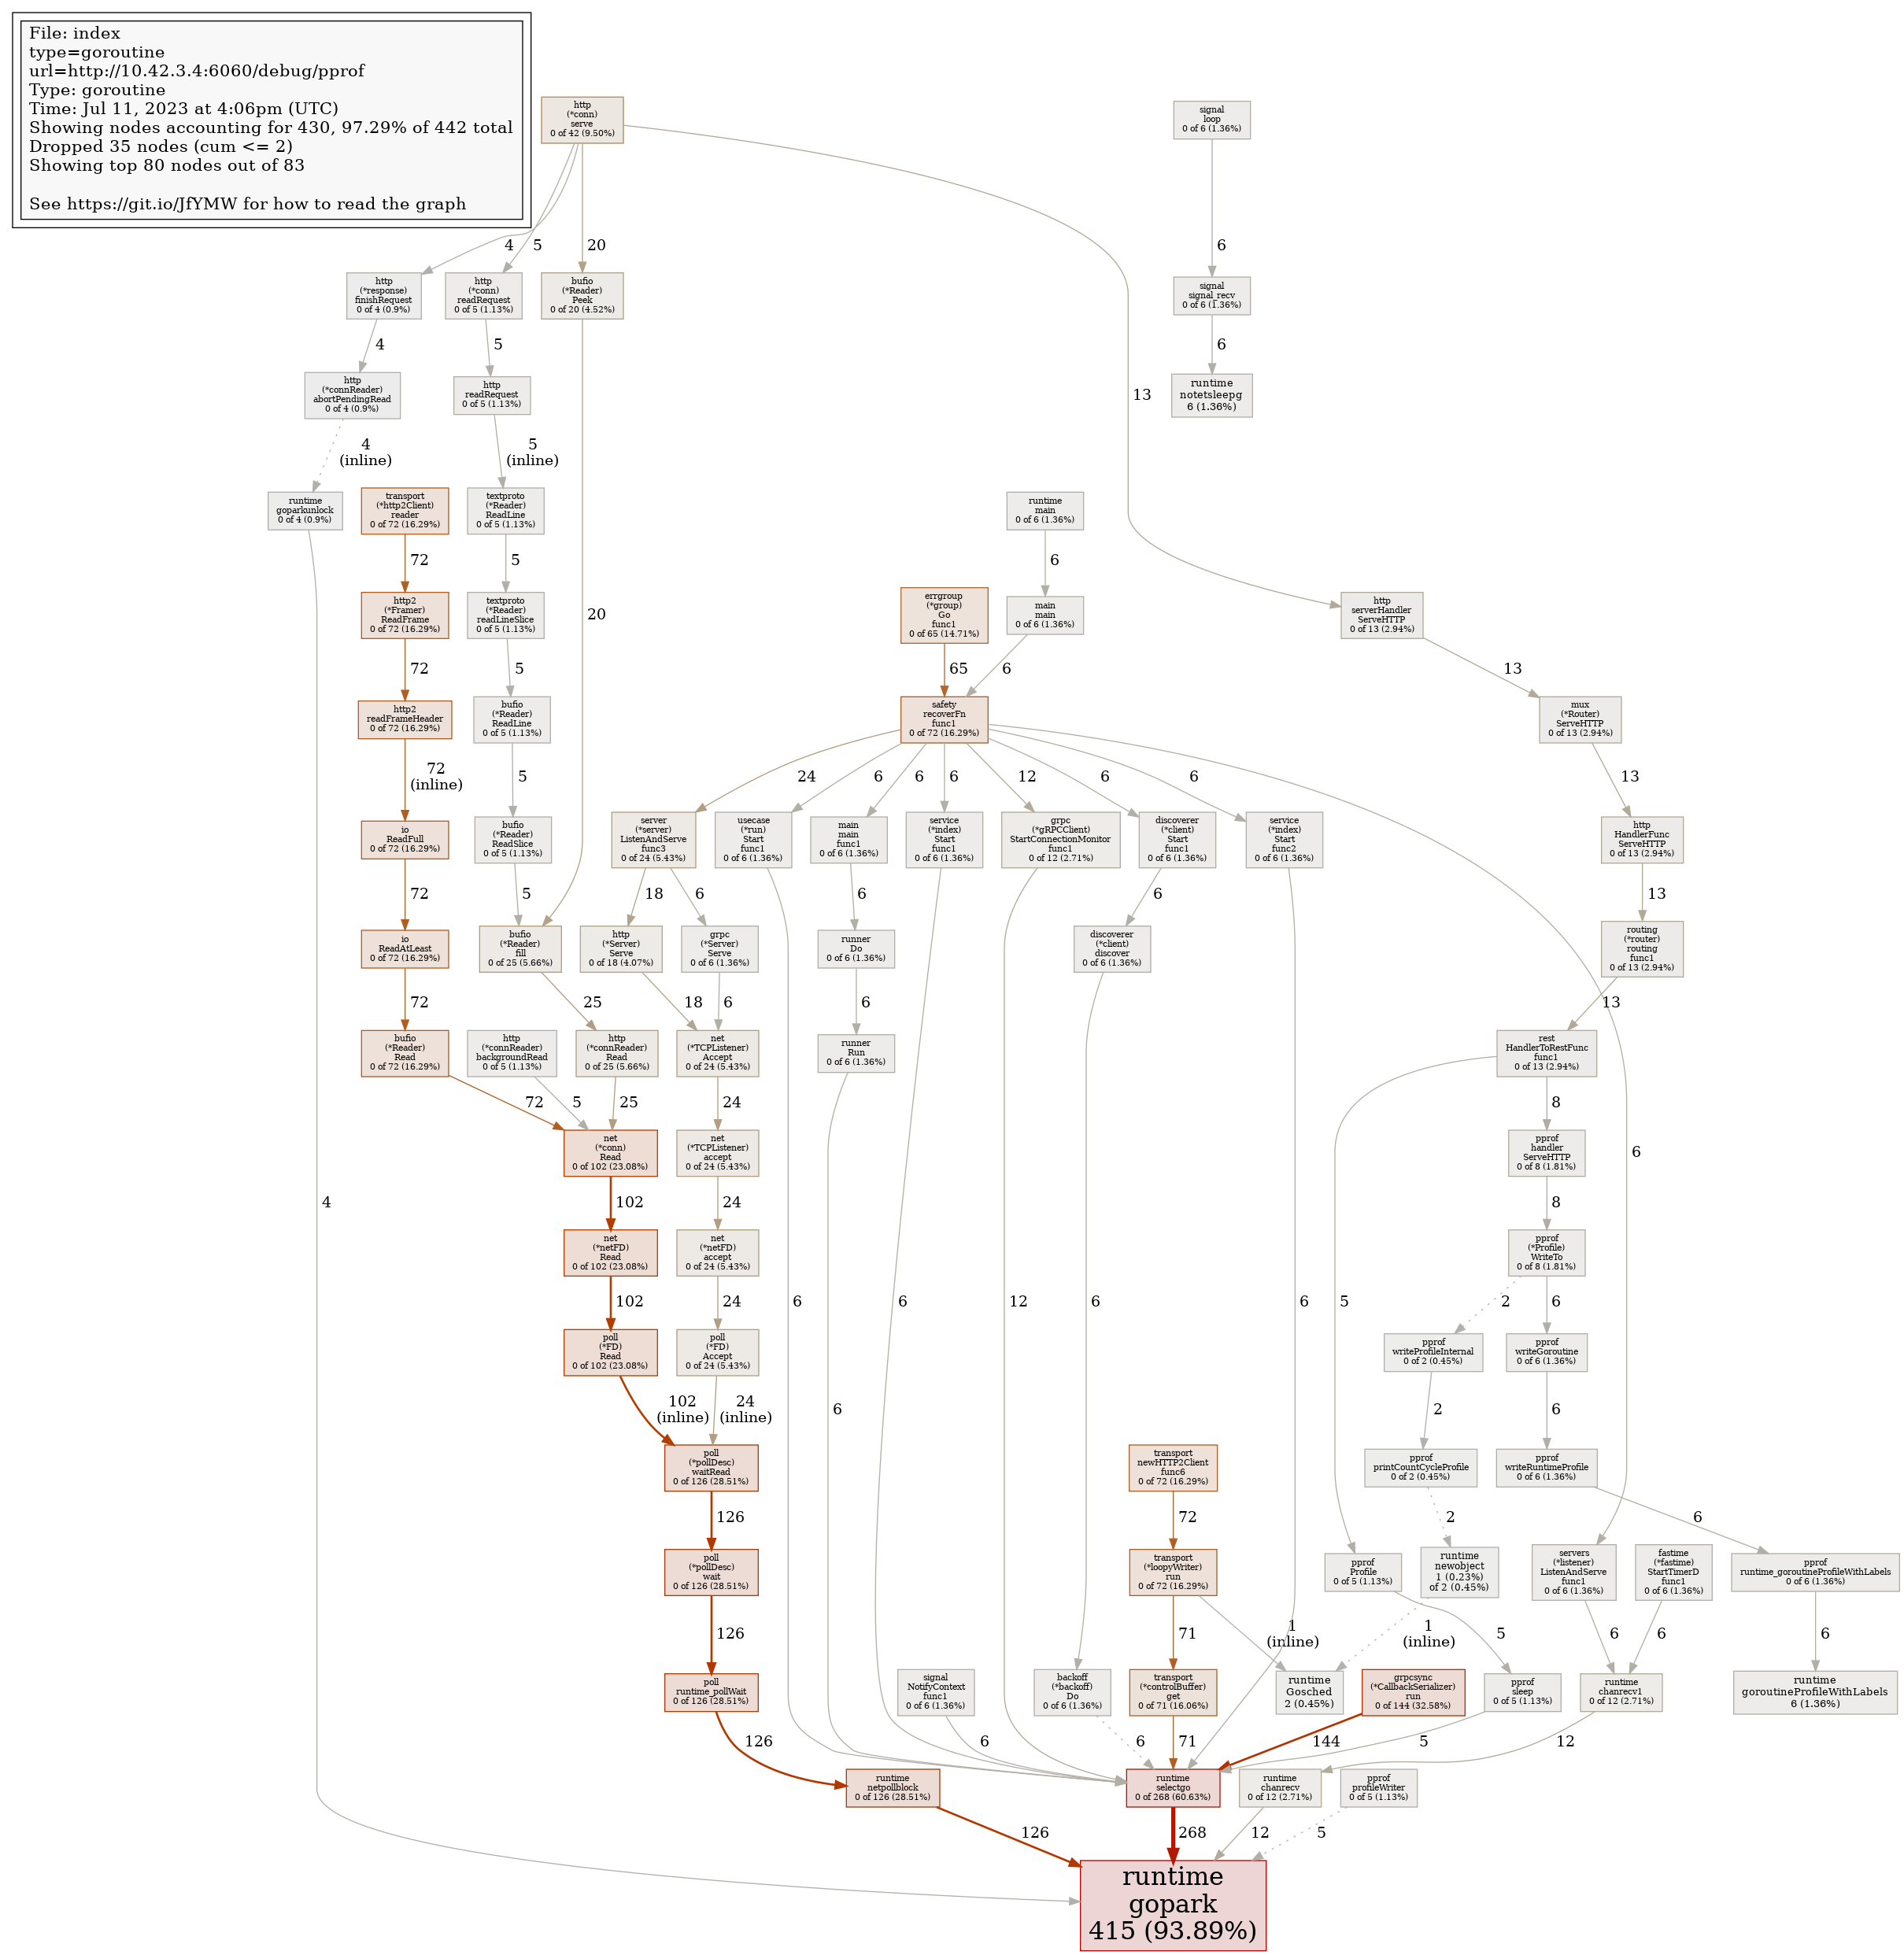 File: index
type=goroutine
url=http://10.42.3.4:6060/debug/pprof
Type: goroutine
Time: Jul 11, 2023 at 4:06pm (UTC)
Showing nodes accounting for 430, 97.29% of 442 total
Dropped 35 nodes (cum <= 2)
Showing top 80 nodes out of 83
See https://git.io/JfYMW for how to read the graph
http
(*conn)
serve
0 of 42 (9.50%)
signal
loop
0 of 6 (1.36%)
4
5
20
13
6
http
(*response)
finishRequest
0 of 4 (0.9%)
http
(*conn)
readRequest
0 of 5 (1.13%)
bufio
(*Reader)
Peek
0 of 20 (4.52%)
signal
signal_recv
0 of 6 (1.36%)
4
5
20
6
http
(*connReader)
abortPendingRead
0 of 4 (0.9%)
http
readRequest
0 of 5 (1.13%)
runtime
notetsleepg
6 (1.36%)
4
(inline)
5
(inline)
runtime
goparkunlock
0 of 4 (0.9%)
transport
(*http2Client)
reader
0 of 72 (16.29%)
textproto
(*Reader)
ReadLine
0 of 5 (1.13%)
runtime
main
0 of 6 (1.36%)
4
72
5
6
http2
(*Framer)
ReadFrame
0 of 72 (16.29%)
textproto
(*Reader)
readLineSlice
0 of 5 (1.13%)
errgroup
(*group)
Go
func1
0 of 65 (14.71%)
main
main
0 of 6 (1.36%)
http
serverHandler
ServeHTTP
0 of 13 (2.94%)
72
5
65
6
13
http2
readFrameHeader
0 of 72 (16.29%)
bufio
(*Reader)
ReadLine
0 of 5 (1.13%)
safety
recoverFn
func1
0 of 72 (16.29%)
mux
(*Router)
ServeHTTP
0 of 13 (2.94%)
72
(inline)
5
24
6
6
6
12
6
6
6
13
io
ReadFull
0 of 72 (16.29%)
bufio
(*Reader)
ReadSlice
0 of 5 (1.13%)
server
(*server)
ListenAndServe
func3
0 of 24 (5.43%)
usecase
(*run)
Start
func1
0 of 6 (1.36%)
main
main
func1
0 of 6 (1.36%)
service
(*index)
Start
func1
0 of 6 (1.36%)
grpc
(*gRPCClient)
StartConnectionMonitor
func1
0 of 12 (2.71%)
discoverer
(*client)
Start
func1
0 of 6 (1.36%)
service
(*index)
Start
func2
0 of 6 (1.36%)
http
HandlerFunc
ServeHTTP
0 of 13 (2.94%)
72
5
18
6
6
6
6
12
6
6
13
io
ReadAtLeast
0 of 72 (16.29%)
bufio
(*Reader)
fill
0 of 25 (5.66%)
http
(*Server)
Serve
0 of 18 (4.07%)
grpc
(*Server)
Serve
0 of 6 (1.36%)
runner
Do
0 of 6 (1.36%)
discoverer
(*client)
discover
0 of 6 (1.36%)
routing
(*router)
routing
func1
0 of 13 (2.94%)
72
25
18
6
6
6
13
bufio
(*Reader)
Read
0 of 72 (16.29%)
http
(*connReader)
backgroundRead
0 of 5 (1.13%)
http
(*connReader)
Read
0 of 25 (5.66%)
net
(*TCPListener)
Accept
0 of 24 (5.43%)
runner
Run
0 of 6 (1.36%)
rest
HandlerToRestFunc
func1
0 of 13 (2.94%)
72
5
25
24
6
5
8
net
(*conn)
Read
0 of 102 (23.08%)
net
(*TCPListener)
accept
0 of 24 (5.43%)
pprof
handler
ServeHTTP
0 of 8 (1.81%)
102
24
8
net
(*netFD)
Read
0 of 102 (23.08%)
net
(*netFD)
accept
0 of 24 (5.43%)
pprof
(*Profile)
WriteTo
0 of 8 (1.81%)
102
24
2
6
poll
(*FD)
Read
0 of 102 (23.08%)
poll
(*FD)
Accept
0 of 24 (5.43%)
pprof
writeProfileInternal
0 of 2 (0.45%)
pprof
writeGoroutine
0 of 6 (1.36%)
102
(inline)
24
(inline)
2
6
poll
(*pollDesc)
waitRead
0 of 126 (28.51%)
transport
newHTTP2Client
func6
0 of 72 (16.29%)
pprof
printCountCycleProfile
0 of 2 (0.45%)
pprof
writeRuntimeProfile
0 of 6 (1.36%)
126
72
2
6
poll
(*pollDesc)
wait
0 of 126 (28.51%)
transport
(*loopyWriter)
run
0 of 72 (16.29%)
pprof
Profile
0 of 5 (1.13%)
runtime
newobject
1 (0.23%)
of 2 (0.45%)
servers
(*listener)
ListenAndServe
func1
0 of 6 (1.36%)
fastime
(*fastime)
StartTimerD
func1
0 of 6 (1.36%)
pprof
runtime_goroutineProfileWithLabels
0 of 6 (1.36%)
126
71
1
(inline)
1
(inline)
5
6
6
6
poll
runtime_pollWait
0 of 126 (28.51%)
signal
NotifyContext
func1
0 of 6 (1.36%)
backoff
(*backoff)
Do
0 of 6 (1.36%)
transport
(*controlBuffer)
get
0 of 71 (16.06%)
runtime
Gosched
2 (0.45%)
grpcsync
(*CallbackSerializer)
run
0 of 144 (32.58%)
pprof
sleep
0 of 5 (1.13%)
runtime
chanrecv1
0 of 12 (2.71%)
runtime
goroutineProfileWithLabels
6 (1.36%)
126
6
6
71
144
5
12
runtime
netpollblock
0 of 126 (28.51%)
runtime
selectgo
0 of 268 (60.63%)
runtime
chanrecv
0 of 12 (2.71%)
pprof
profileWriter
0 of 5 (1.13%)
126
268
12
5
runtime
gopark
415 (93.89%)